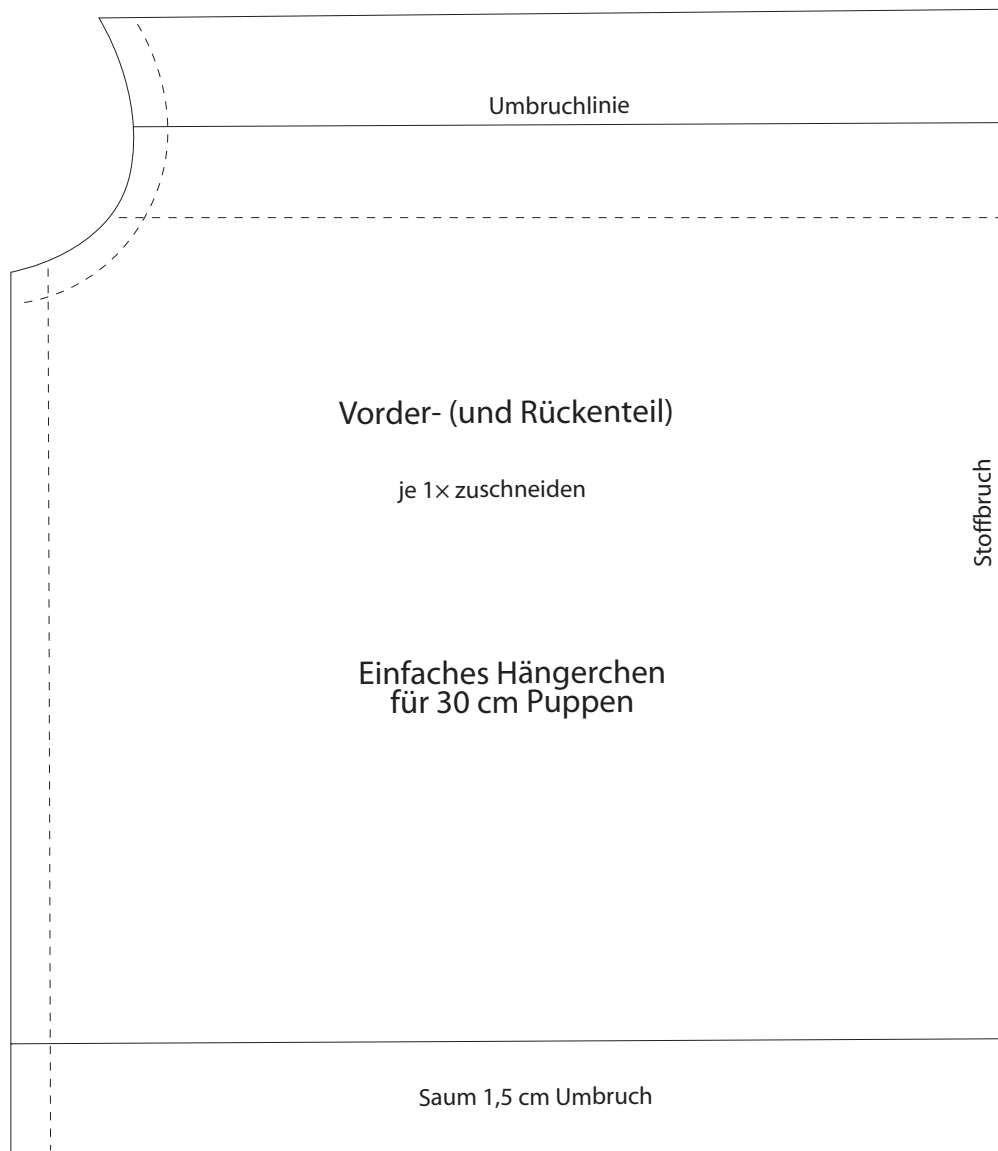 Umbruchlinie
Vorder- (und Rückenteil)
je 1× zuschneiden
Stoffbruch
Einfaches Hängerchen
für 30 cm Puppen
Saum 1,5 cm Umbruch